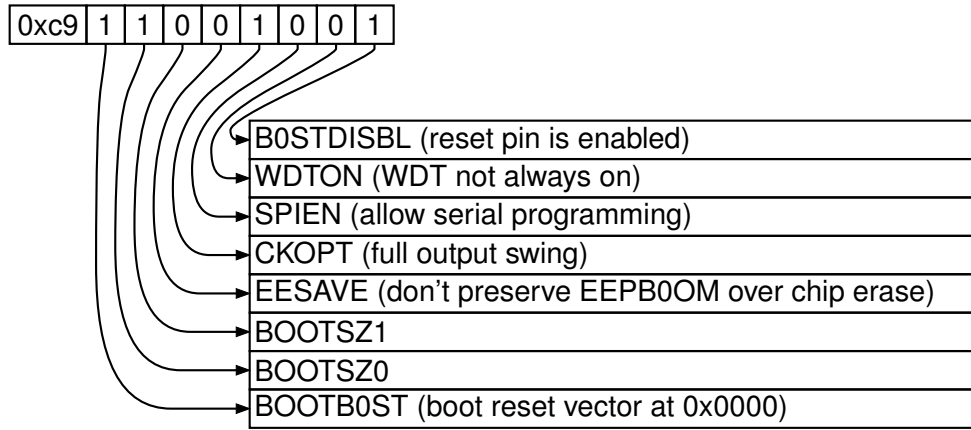 0xc9 1 1 0 0 1 0 0 1
B0STDISBL (reset pin is enabled)
WDTON (WDT not always on)
SPIEN (allow serial programming)
CKOPT (full output swing)
EESAVE (don't preserve EEPB0OM over chip erase)
BOOTSZ1
BOOTSZ0
BOOTB0ST (boot reset vector at 0x0000)